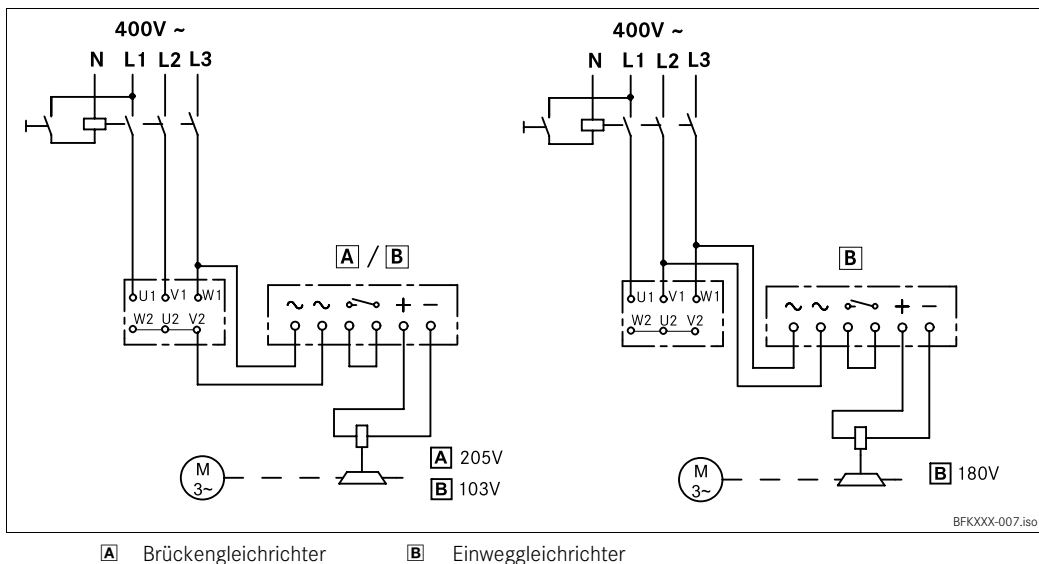 400V ~ 400V ~
N L1 L2 L3 N L1 L2 L3
A / B B
U1 V1 W1 ~ ~ + − U1 V1 W1 ~ ~ + −
W2 U2 V2 W2 U2 V2
A 205V
M 3~ B 103V M 3~ B 180V
BFKXXX-007.iso
A Brückengleichrichter B Einweggleichrichter